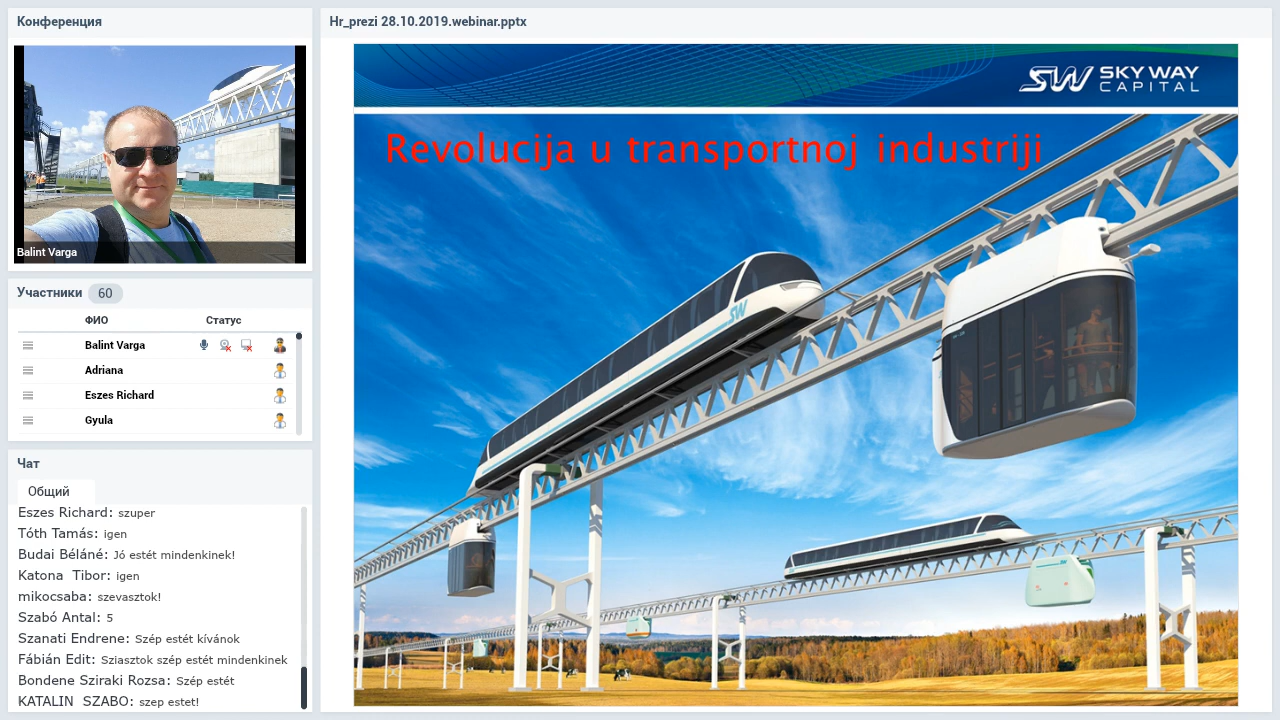 Конференция
Balint Varga
Участники 60
ФИО Статус
Balint Varga
Adriana
Eszes Richard
Gyula
Чат
Общий
Eszes Richard: szuper
Tóth Tamás: igen
Budai Béláné: Jó estét mindenkinek!
Katona Tibor: igen
mikocsaba: szevasztok!
Szabó Antal: 5
Szanati Endrene: Szép estét kívánok
Fábián Edit: Sziasztok szép estét mindenkinek
Bondene Sziraki Rozsa: Szép estét
KATALIN SZABO: szep estet!
Hr_prezi 28.10.2019.webinar.pptx
SW SKY WAY
CAPITAL
Revolucija u transportnoj industriji
SW